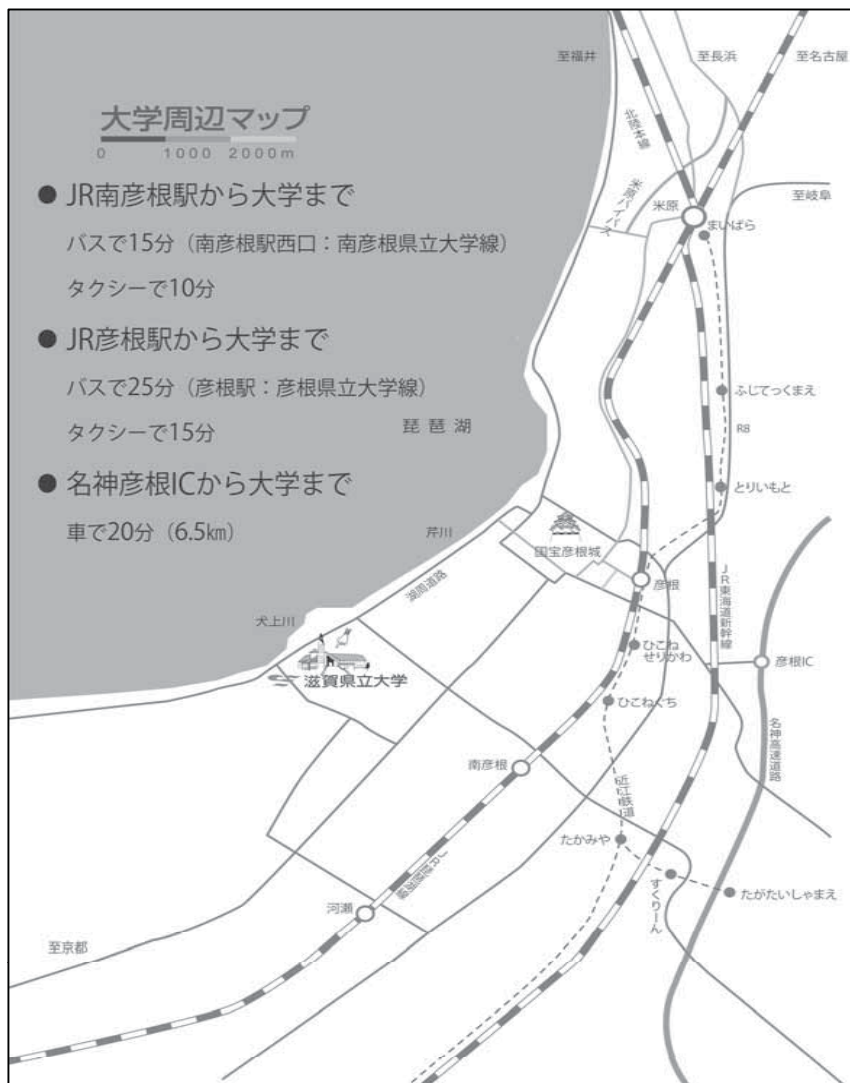 至福井
至長浜
至名古屋
大学周辺マップ
0 1000 2000m
北陸本線
● JR南彦根駅から大学まで
米原バイパス
米原
至岐阜
まいばら
バスで15分（南彦根駅西口：南彦根県立大学線）
タクシーで10分
● JR彦根駅から大学まで
バスで25分（彦根駅：彦根県立大学線）
ふじてっくまえ
タクシーで15分
琵琶湖
R8
● 名神彦根ICから大学まで
とりいもと
車で20分（6.5㎞）
芹川
国宝彦根城
湖周道路
彦根
JR東海道新幹線
犬上川
ひこね
せりかわ
彦根IC
滋賀県立大学
ひこねぐち
名神高速道路
南彦根
近江鉄道
たかみや
JR琵琶湖線
すくりーん
たがたいしゃまえ
河瀬
至京都